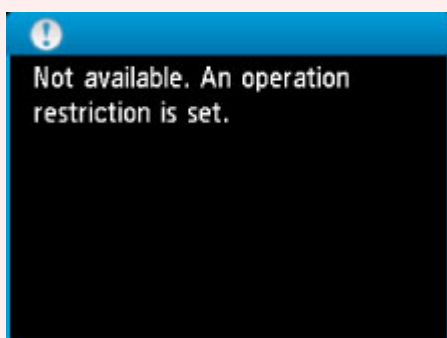 Not available. An operation
restriction is set.